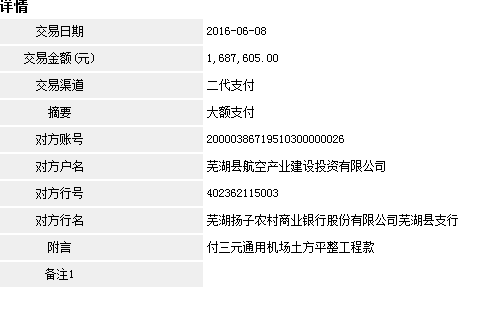 详情
交易日期 2016-06-08
交易金额(元) 1,687,605.00
交易渠道 二代支付
摘要 大额支付
对方账号 20000386719510300000026
对方户名 芜湖县航空产业建设投资有限公司
对方行号 402362115003
对方行名 芜湖扬子农村商业银行股份有限公司芜湖县支行
附言 付三元通用机场土方平整工程款
备注1